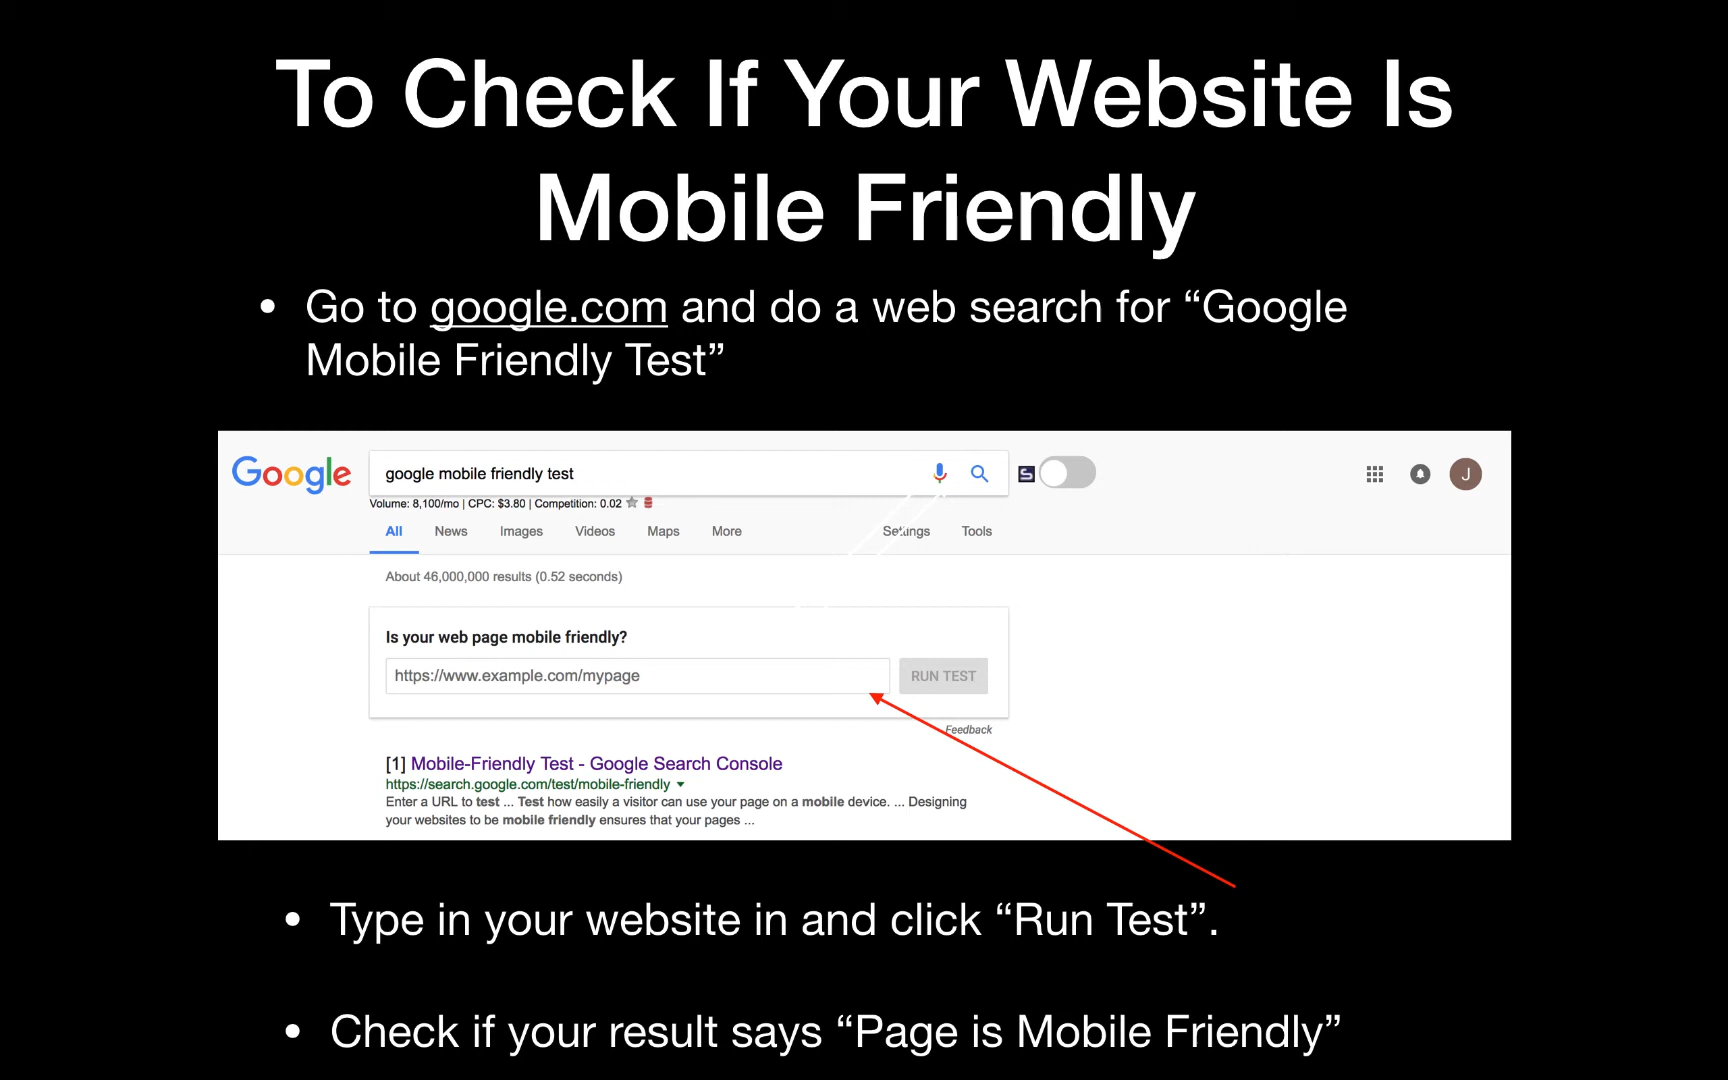 To Check If Your Website Is
Mobile Friendly
• Go to google.com and do a web search for “Google
Mobile Friendly Test”
Google
google mobile friendly test
S
J
Volume: 8,100/mo | CPC: $3.80 | Competition: 0.02
All News Images Videos Maps More Settings Tools
About 46,000,000 results (0.52 seconds)
Is your web page mobile friendly?
https://www.example.com/mypage
RUN TEST
Feedback
[1] Mobile-Friendly Test - Google Search Console
https://search.google.com/test/mobile-friendly
Enter a URL to test ... Test how easily a visitor can use your page on a mobile device. ... Designing
your websites to be mobile friendly ensures that your pages ...
• Type in your website in and click “Run Test”.
• Check if your result says “Page is Mobile Friendly”